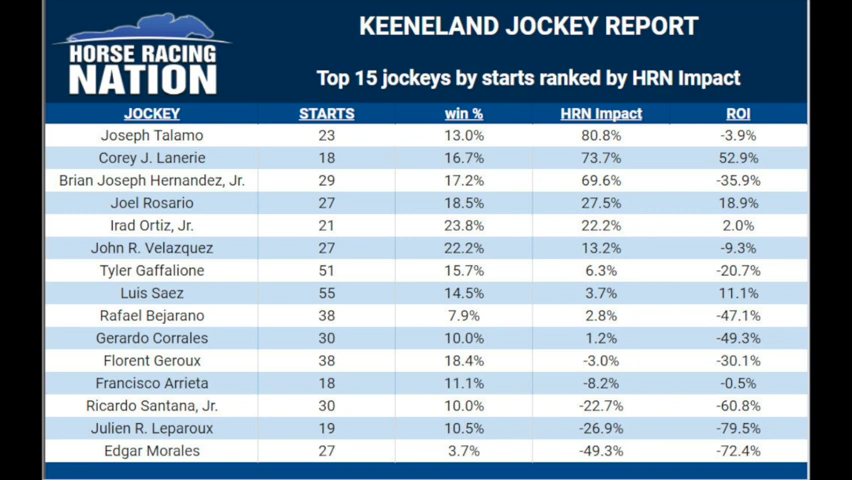 KEENELAND JOCKEY REPORT
HORSE RACING
NATION
Top 15 jockeys by starts ranked by HRN Impact
JOCKEY STARTS win % HRN Impact ROI
Joseph Talamo 23 13.0% 80.8% -3.9%
Corey J. Lanerie 18 16.7% 73.7% 52.9%
Brian Joseph Hernandez, Jr. 29 17.2% 69.6% -35.9%
Joel Rosario 27 18.5% 27.5% 18.9%
Irad Ortiz, Jr. 21 23.8% 22.2% 2.0%
John R. Velazquez 27 22.2% 13.2% -9.3%
Tyler Gaffalione 51 15.7% 6.3% -20.7%
Luis Saez 55 14.5% 3.7% 11.1%
Rafael Bejarano 38 7.9% 2.8% -47.1%
Gerardo Corrales 30 10.0% 1.2% -49.3%
Florent Geroux 38 18.4% -3.0% -30.1%
Francisco Arrieta 18 11.1% -8.2% -0.5%
Ricardo Santana, Jr. 30 10.0% -22.7% -60.8%
Julien R. Leparoux 19 10.5% -26.9% -79.5%
Edgar Morales 27 3.7% -49.3% -72.4%